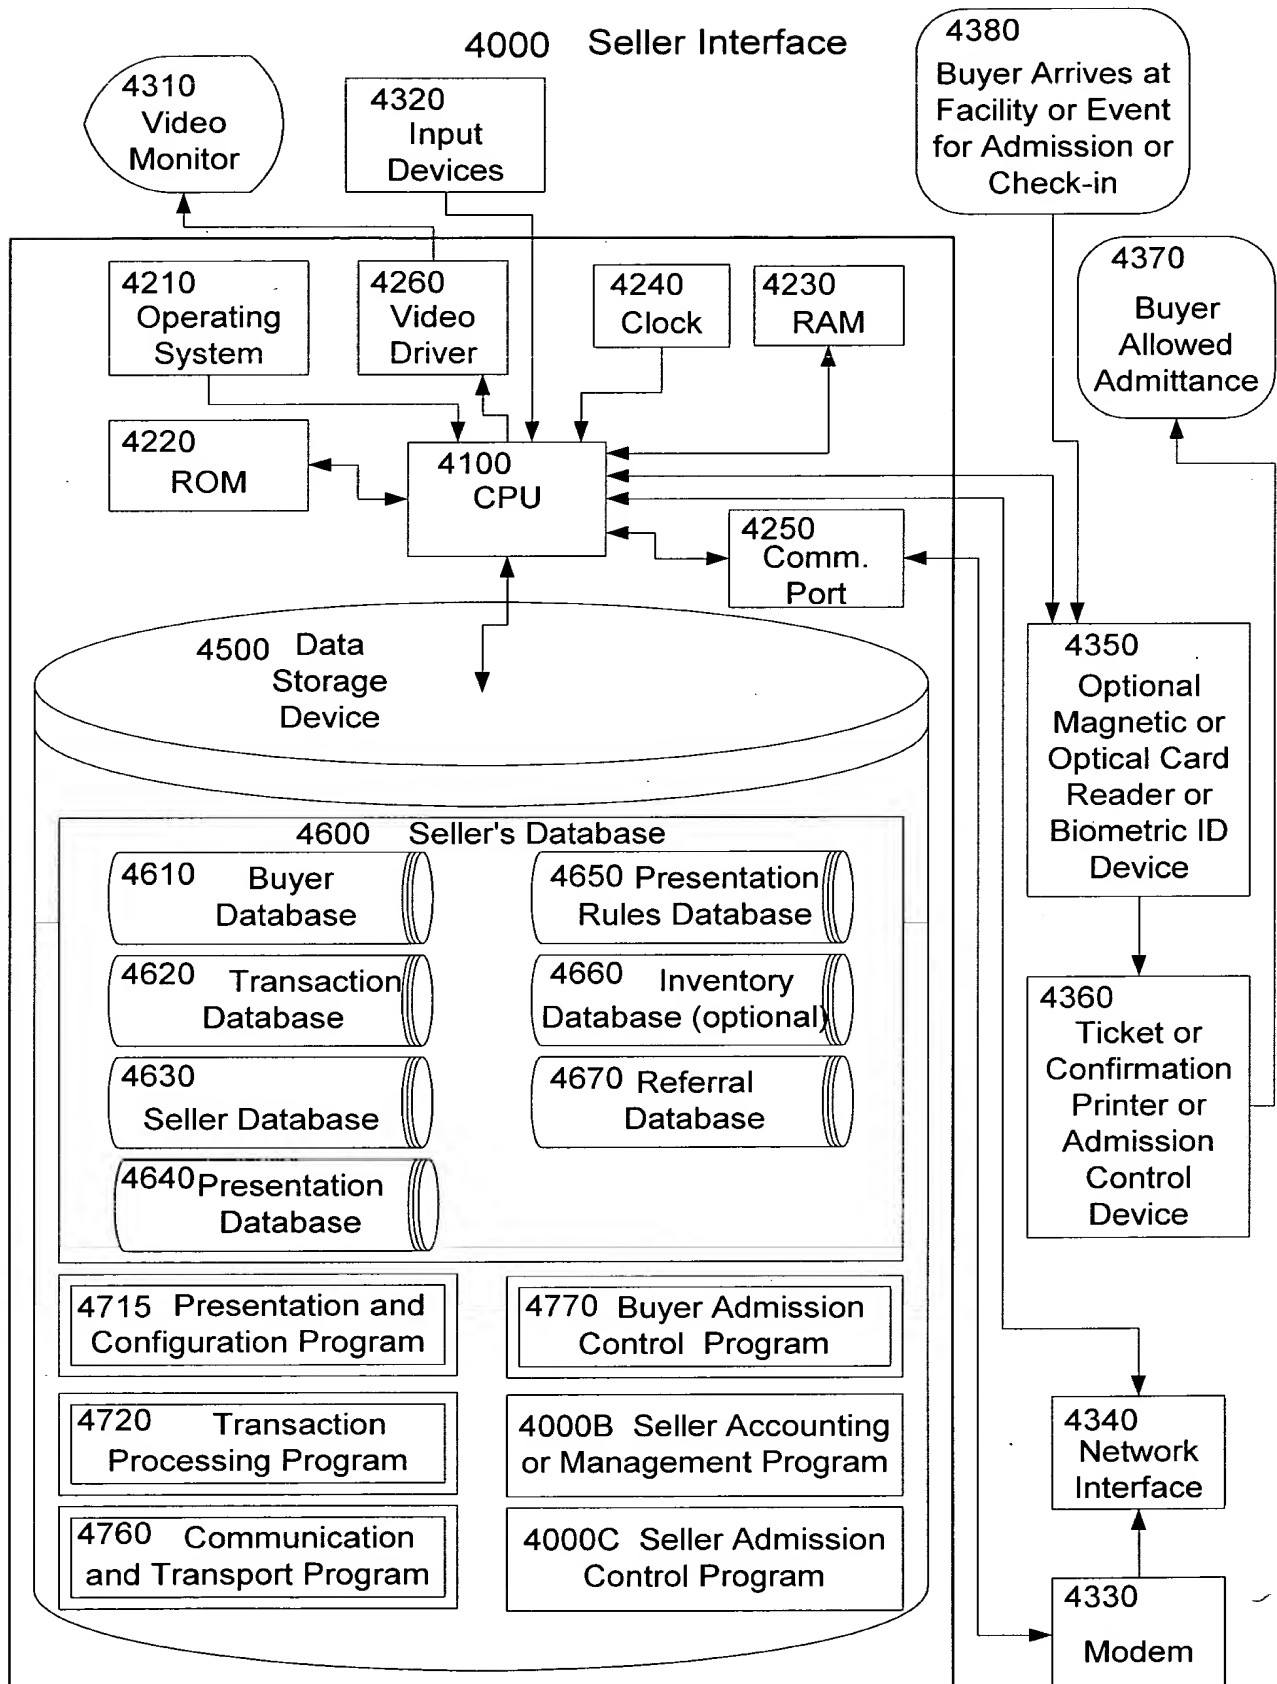 4000 Seller Interface
4310
Video
Monitor
4320
Input
Devices
4380
Buyer Arrives at
Facility or Event
for Admission or
Check-in
4370
Buyer
Allowed
Admittance
4210
Operating
System
4260
Video
Driver
4240
Clock
4230
RAM
4220
ROM
4100
CPU
4250
Comm.
Port
4500 Data
Storage
Device
4350
Optional
Magnetic or
Optical Card
Reader or
Biometric ID
Device
4600 Seller's Database
4610 Buyer
Database
4650 Presentation
Rules Database
4620 Transaction
Database
4660 Inventory
Database (optional)
4630
Seller Database
4670 Referral
Database
4640 Presentation
Database
4360
Ticket or
Confirmation
Printer or
Admission
Control
Device
4715 Presentation and
Configuration Program
4770 Buyer Admission
Control Program
4720 Transaction
Processing Program
4000B Seller Accounting
or Management Program
4760 Communication
and Transport Program
4000C Seller Admission
Control Program
4340
Network
Interface
4330
Modem